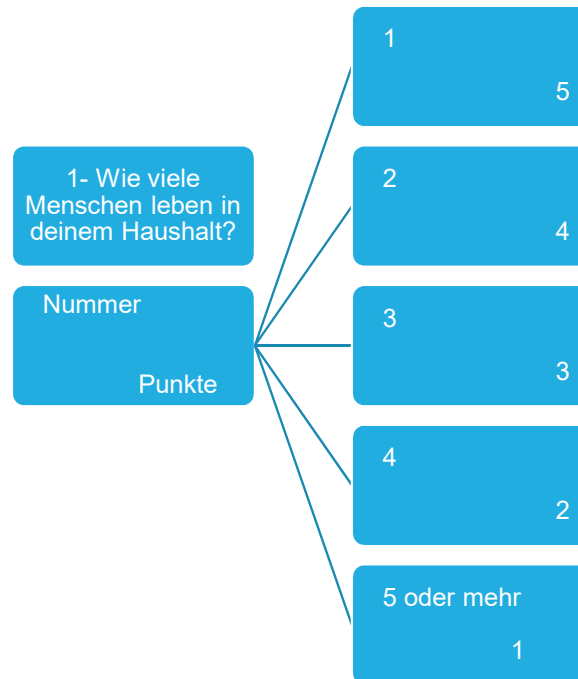 1- Wie viele
Menschen leben in
deinem Haushalt?
Nummer
Punkte
1
5
2
4
3
3
4
2
5 oder mehr
1